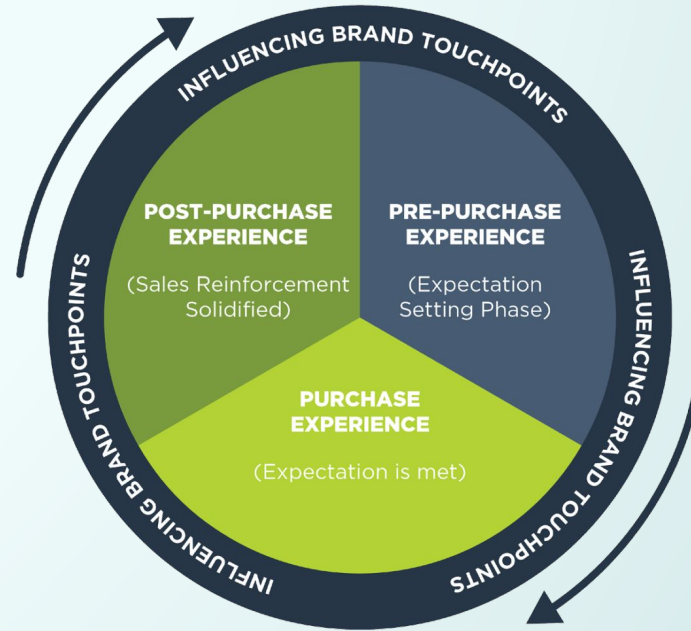 INFLUENCING BRAND TOUCHPOINTS
POST-PURCHASE
EXPERIENCE
(Sales Reinforcement
Solidified)
PRE-PURCHASE
EXPERIENCE
(Expectation
Setting Phase)
PURCHASE
EXPERIENCE
(Expectation is met)
INFLUENCING BRAND TOUCHPOINTS
INFLUENCING BRAND TOUCHPOINTS